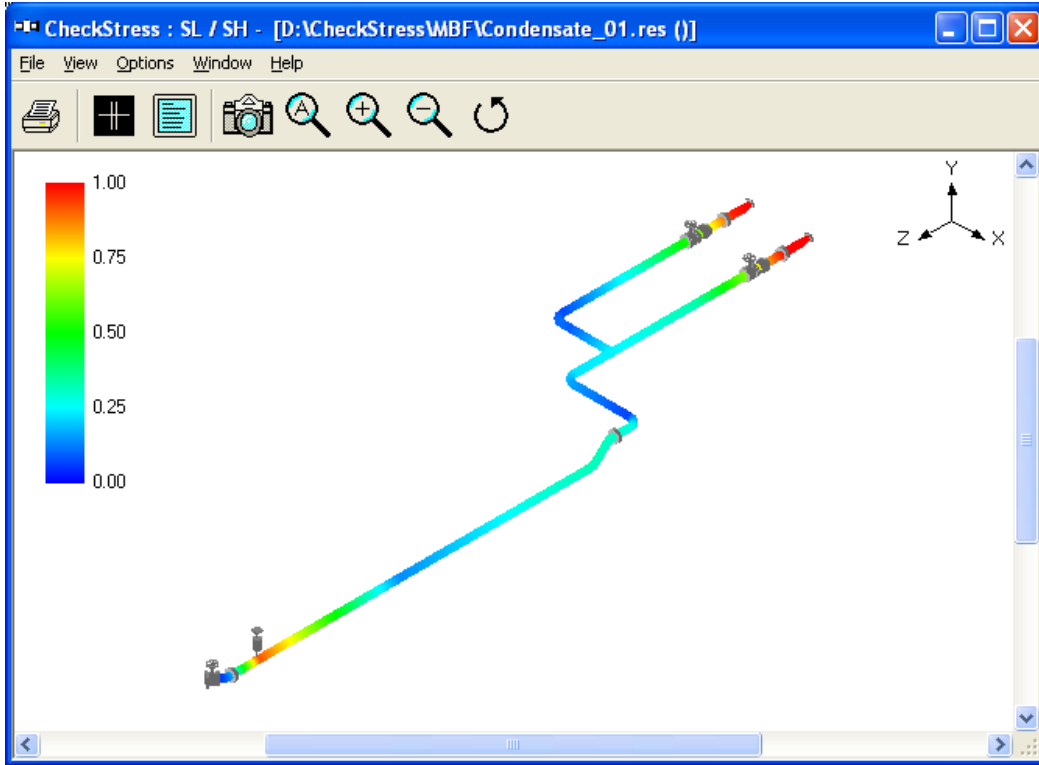 CheckStress : SL / SH - [D:\CheckStress\MBF\Condensate_01.res ()]
File View Options Window Help
A
1.00
0.75
0.50
0.25
0.00
Y
Z
X